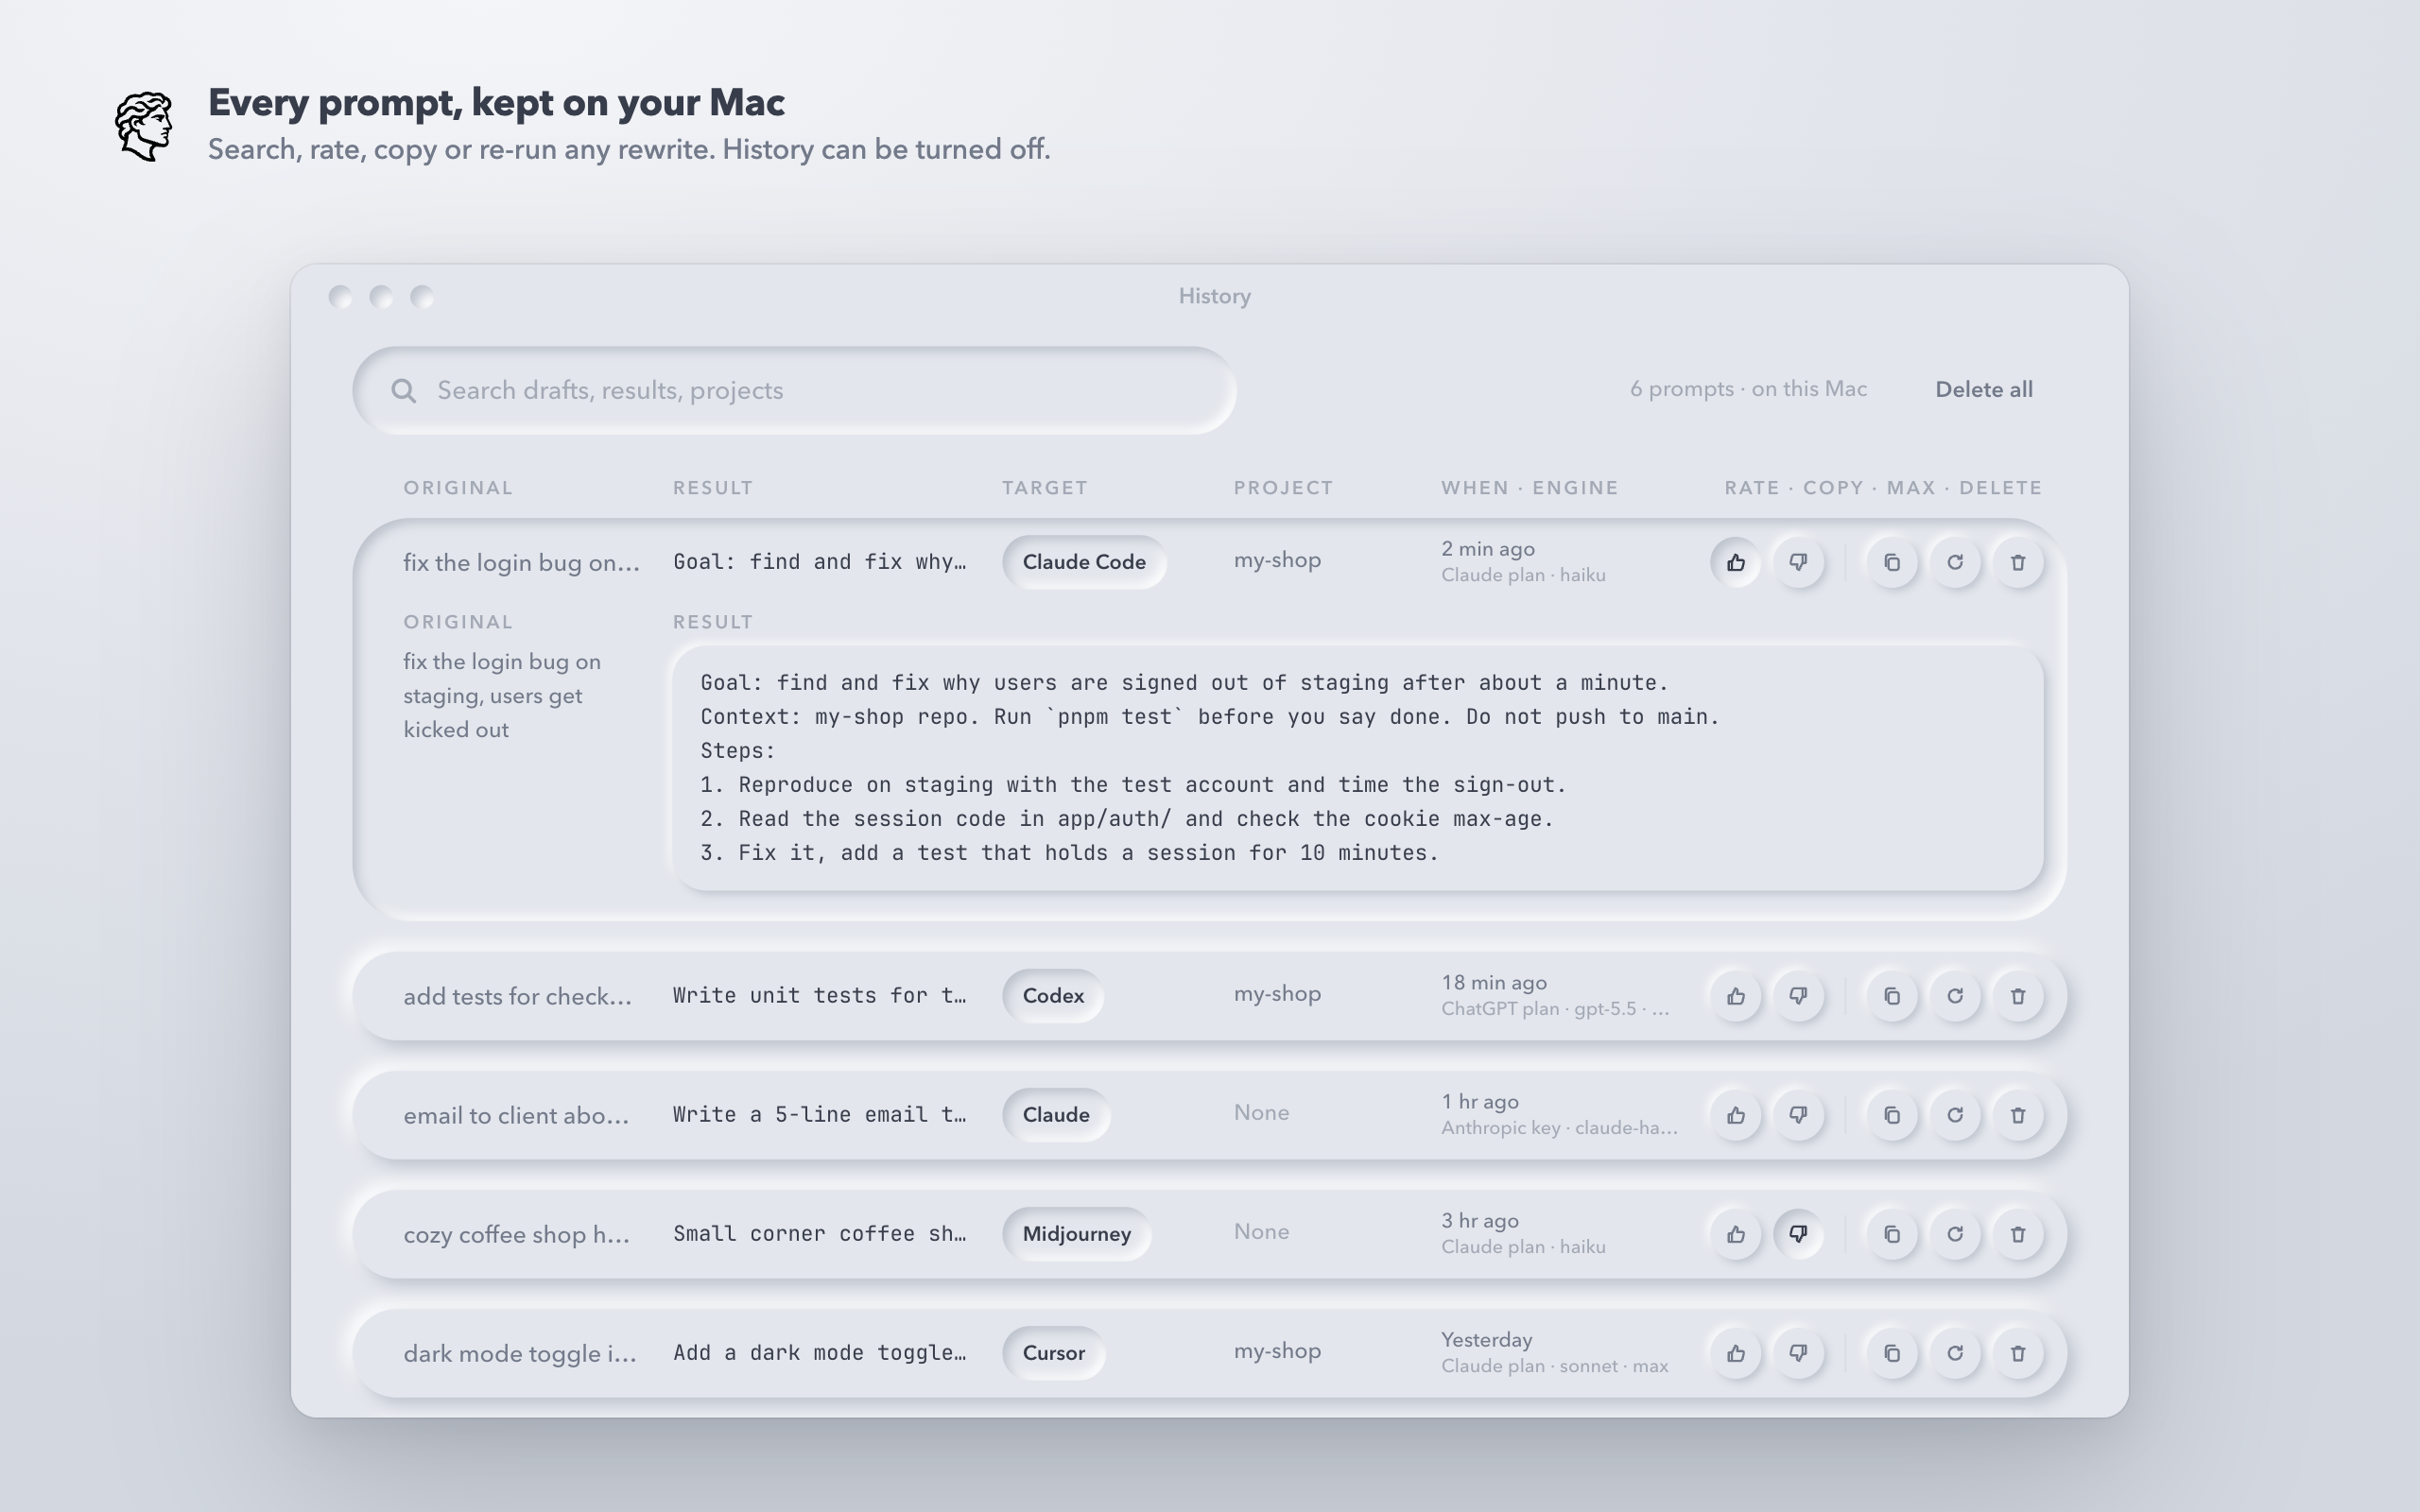 Every prompt, kept on your Mac
Search, rate, copy or re-run any rewrite. History can be turned off.
History
Search drafts, results, projects
6 prompts · on this Mac
Delete all
ORIGINAL RESULT TARGET PROJECT WHEN · ENGINE RATE · COPY · MAX · DELETE
fix the login bug on… Goal: find and fix why… Claude Code my-shop 2 min ago
Claude plan · haiku
ORIGINAL
fix the login bug on
staging, users get
kicked out
RESULT
Goal: find and fix why users are signed out of staging after about a minute.
Context: my-shop repo. Run `pnpm test` before you say done. Do not push to main.
Steps:
1. Reproduce on staging with the test account and time the sign-out.
2. Read the session code in app/auth/ and check the cookie max-age.
3. Fix it, add a test that holds a session for 10 minutes.
add tests for check… Write unit tests for t… Codex my-shop 18 min ago
ChatGPT plan · gpt-5.5 · …
email to client abo… Write a 5-line email t… Claude None 1 hr ago
Anthropic key · claude-ha…
cozy coffee shop h… Small corner coffee sh… Midjourney None 3 hr ago
Claude plan · haiku
dark mode toggle i… Add a dark mode toggle… Cursor my-shop Yesterday
Claude plan · sonnet · max